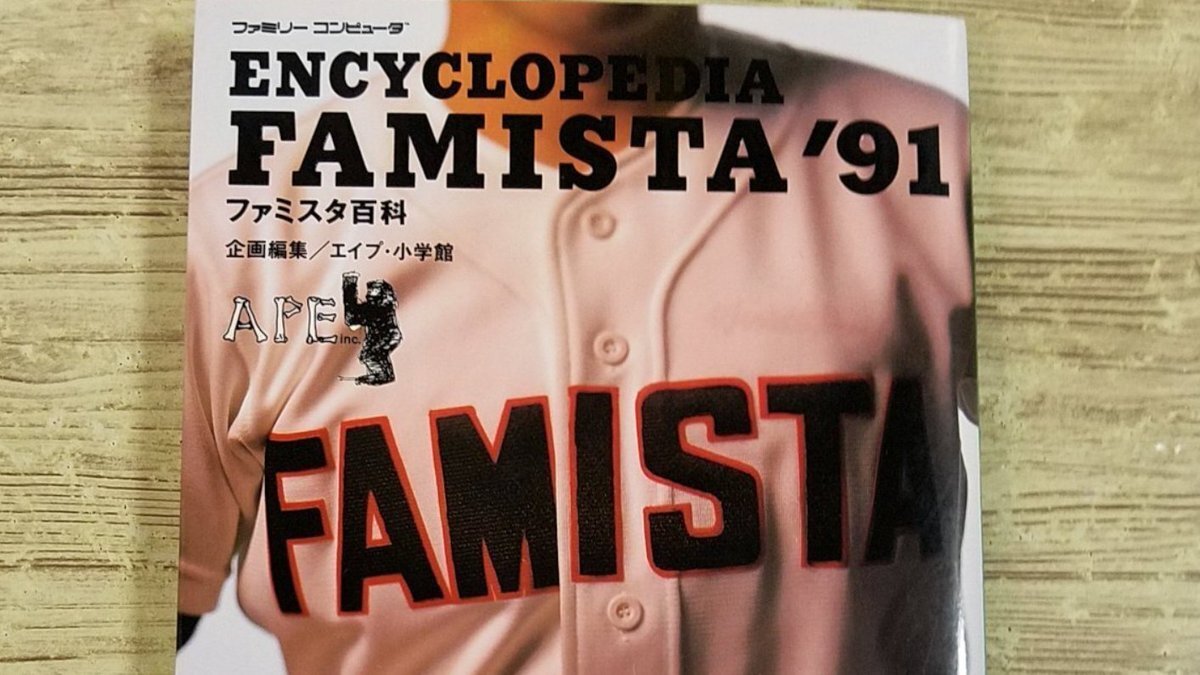 ファミリー コンピュータ
ENCYCLOPEDIA
FAMISTA '91
ファミスタ百科
企画編集／エイプ・小学館
APE inc.
FAMISTA